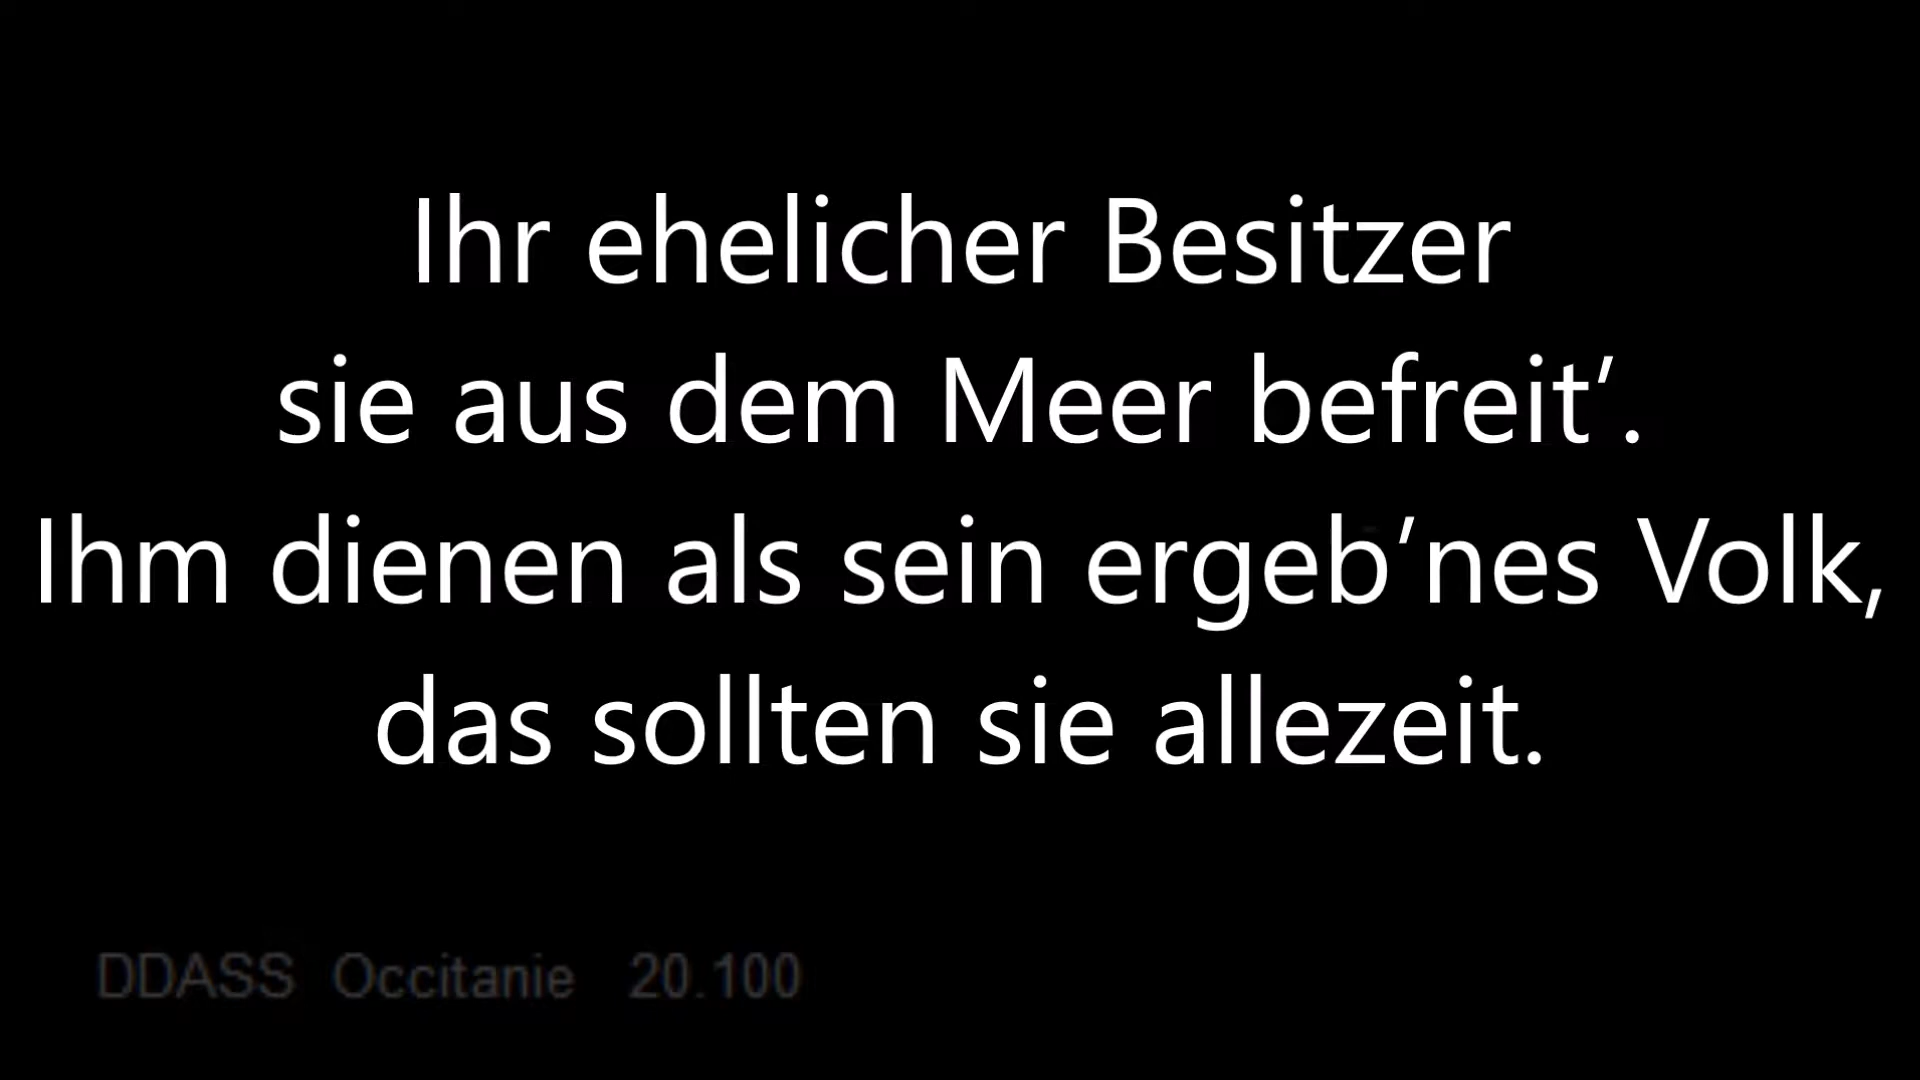 Ihr ehelicher Besitzer
sie aus dem Meer befreit’.
Ihm dienen als sein ergeb’nes Volk,
das sollten sie allezeit.
DDASS Occitanie 20.100